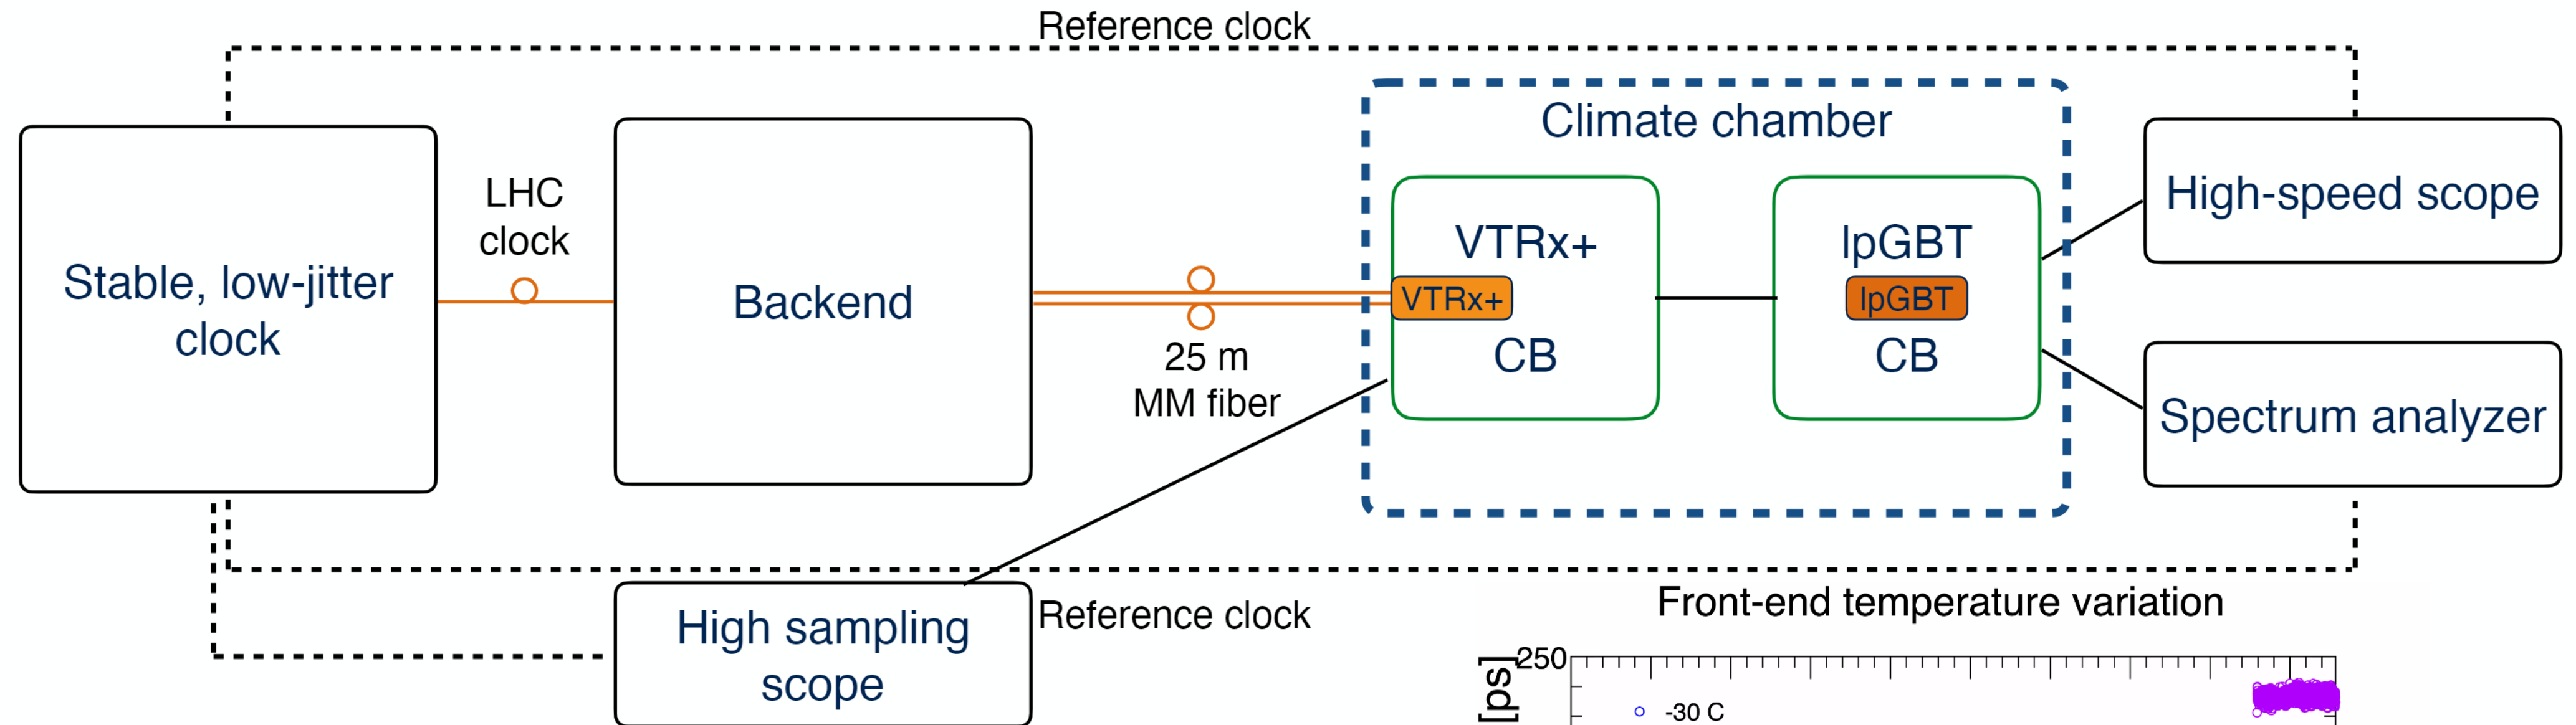 Reference clock
Climate chamber
Stable, low-jitter
clock
LHC
clock
Backend
25 m
MM fiber
VTRx+
VTRx+
CB
lpGBT
lpGBT
CB
High-speed scope
Spectrum analyzer
High sampling
scope
Reference clock
Front-end temperature variation
250
[ps]
-30 C